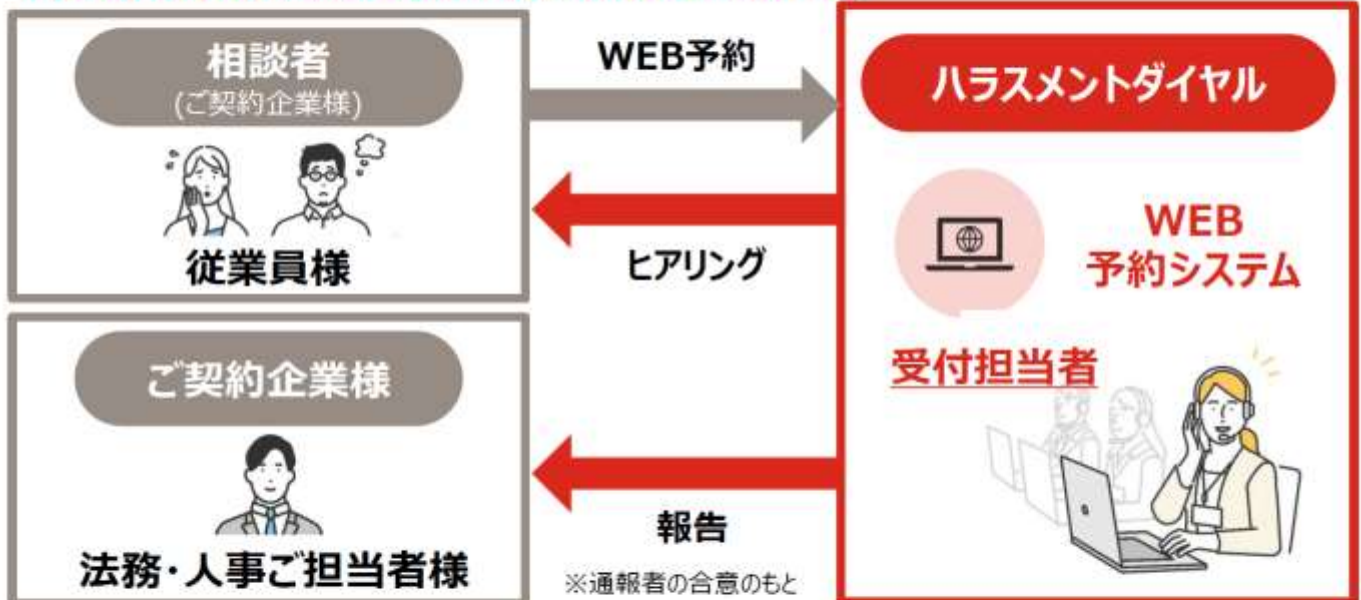 相談者
(ご契約企業様)
従業員様
WEB予約
ヒアリング
ハラスメントダイヤル
WEB
予約システム
受付担当者
ご契約企業様
法務・人事ご担当者様
報告
※通報者の合意のもと